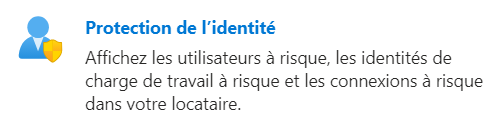 Protection de l’identité
Affichez les utilisateurs à risque, les identités de
charge de travail à risque et les connexions à risque
dans votre locataire.